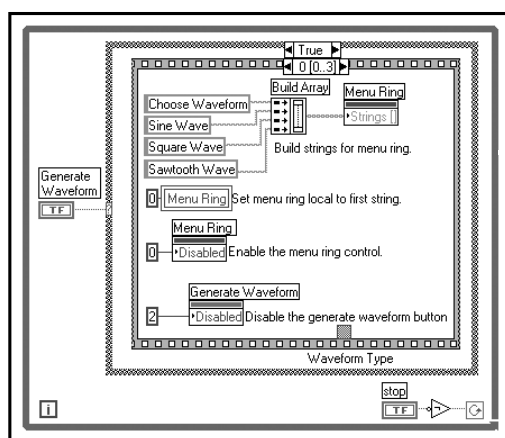 True
0 [0..3]
Build Array
Menu Ring
Choose Waveform
Strings []
Sine Wave
Square Wave
Build strings for menu ring.
Sawtooth Wave
Generate
Waveform
TF
0 Menu Ring Set menu ring local to first string.
Menu Ring
0 Disabled Enable the menu ring control.
Generate Waveform
2 Disabled Disable the generate waveform button
Waveform Type
stop
TF
i